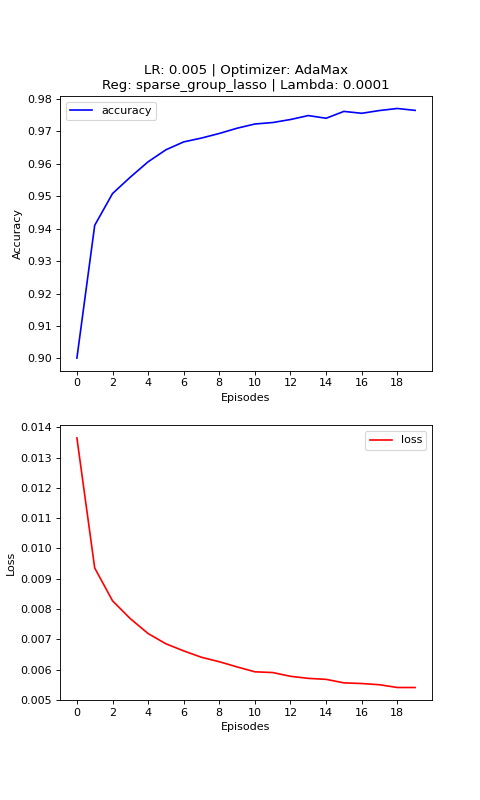 LR: 0.005 | Optimizer: AdaMax
Reg: sparse_group_lasso | Lambda: 0.0001
accuracy
Accuracy
0.98
0.97
0.96
0.95
0.94
0.93
0.92
0.91
0.90
0 2 4 6 8 10 12 14 16 18
Episodes
loss
Loss
0.014
0.013
0.012
0.011
0.010
0.009
0.008
0.007
0.006
0.005
0 2 4 6 8 10 12 14 16 18
Episodes